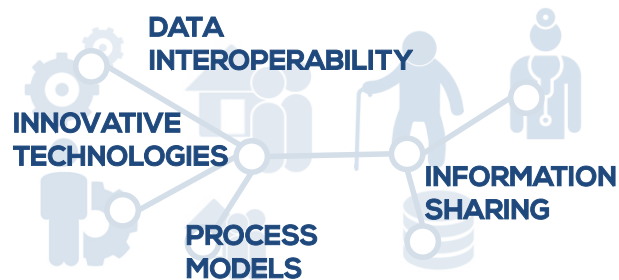 DATA
INTEROPERABILITY
INNOVATIVE
TECHNOLOGIES
INFORMATION
SHARING
PROCESS
MODELS